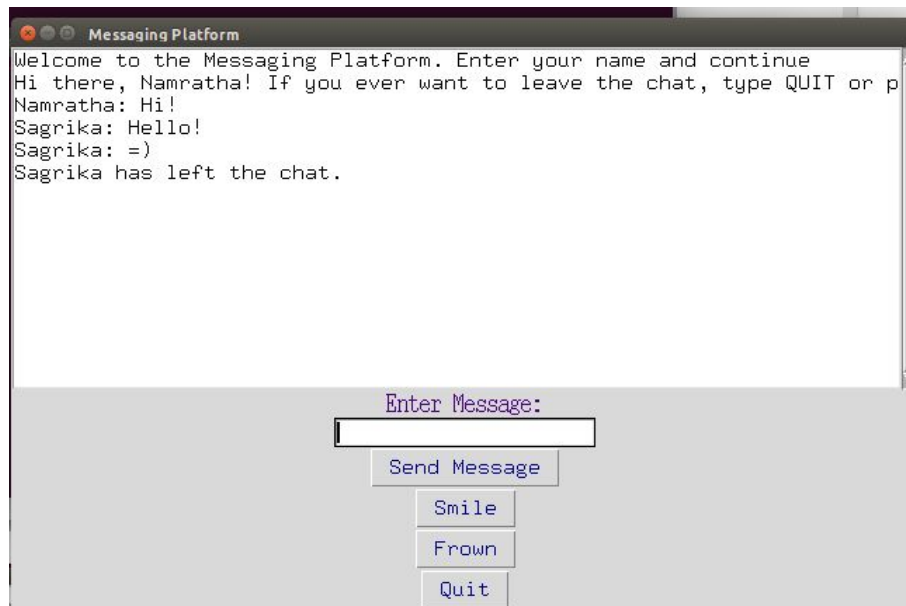 Messaging Platform
Welcome to the Messaging Platform. Enter your name and continue
Hi there, Namratha! If you ever want to leave the chat, type QUIT or p
Namratha: Hi!
Sagrika: Hello!
Sagrika: =)
Sagrika has left the chat.
Enter Message:
Send Message
Smile
Frown
Quit